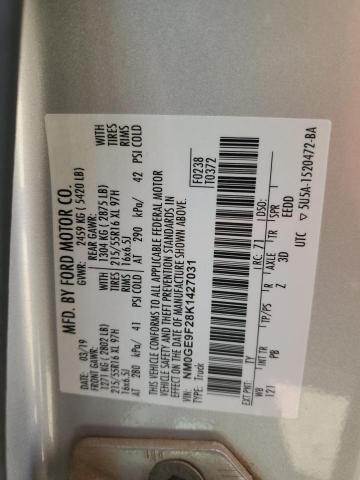 MFD. BY FORD MOTOR CO.
03/19 GVWR: 2459 KG ( 5420 LB)
FRONT GAWR: REAR GAWR:
1271 KG ( 2802 LB) 1304 KG ( 2875 LB) WITH
215/55R16 XL 97H 215/55R16 XL 97H TIRES
16x6.5J 16x6.5J RIMS
AT 280 kPa/ 41 PSI COLD AT 290 kPa/ 42 PSI COLD
THIS VEHICLE CONFORMS TO ALL APPLICABLE FEDERAL MOTOR
VEHICLE SAFETY AND THEFT PREVENTION STANDARDS IN
EFFECT ON THE DATE OF MANUFACTURE SHOWN ABOVE.
VIN: NM0GE9F28K1427031 F0238
TYPE: Truck T0372
EXT PNT: TY RC: 71 DSO:
WB BRK INT TR TP/PS R AXLE TR SPR
121 PB 1 28 Z 3D EEDD
UTC 5U5A-1520472-BA